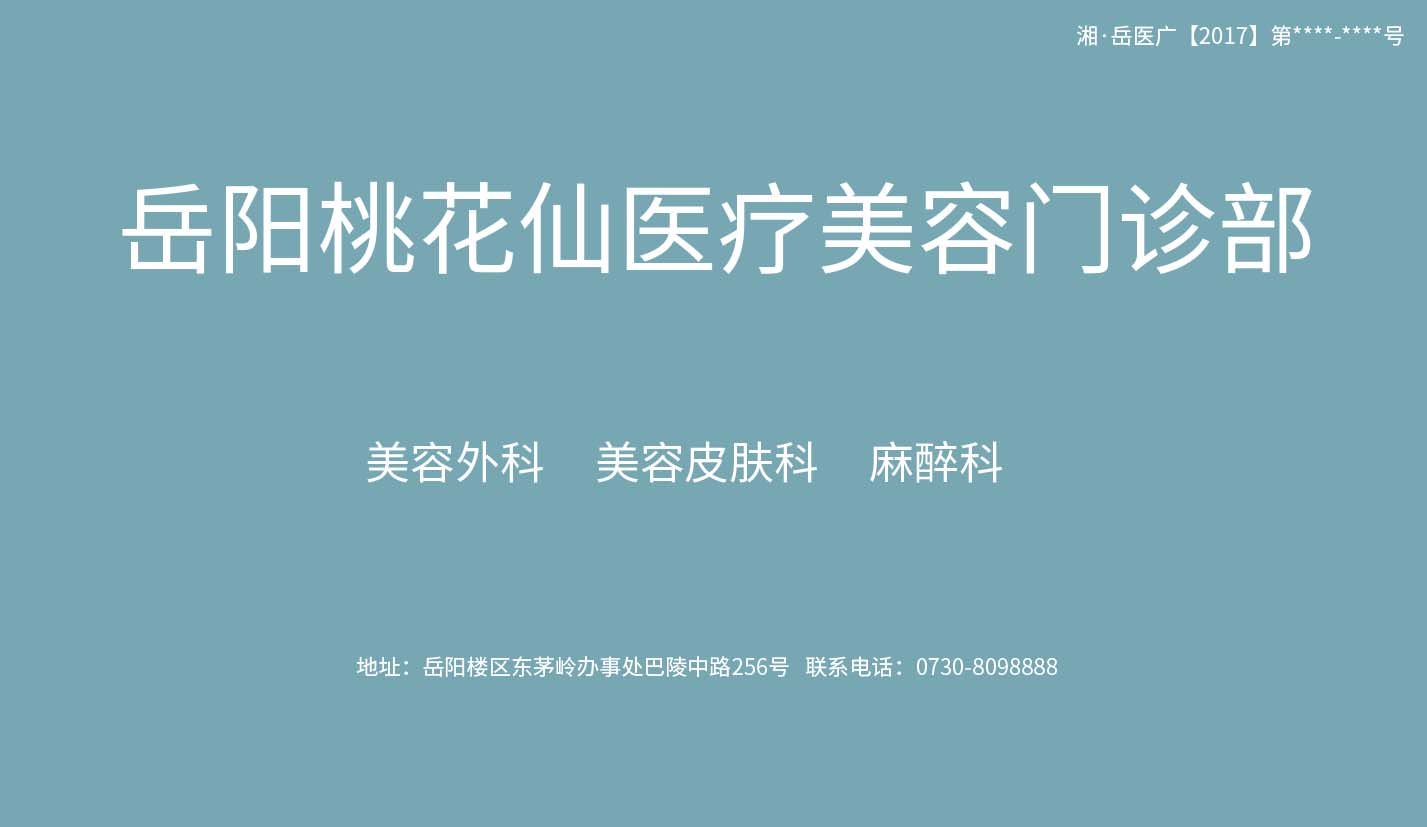 湘·岳医广【2017】第****-****号
岳阳桃花仙医疗美容门诊部
美容外科 美容皮肤科 麻醉科
地址：岳阳楼区东茅岭办事处巴陵中路256号 联系电话：0730-8098888